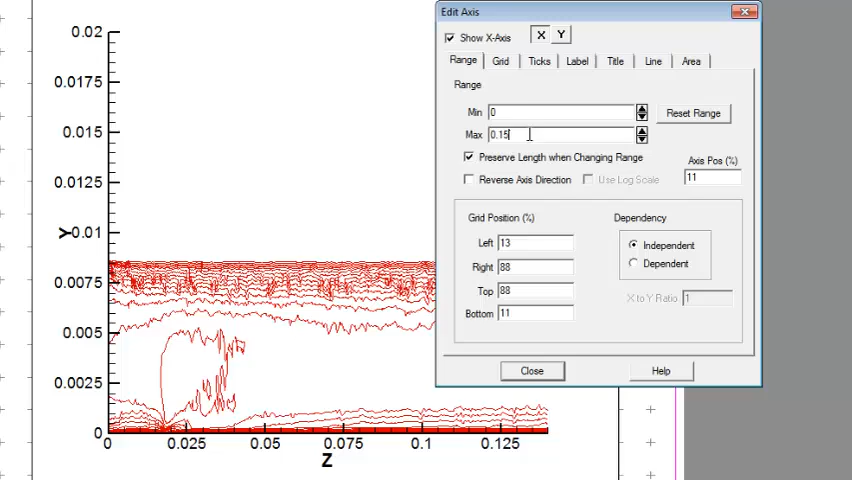 Edit Axis
Show X-Axis X Y
Range Grid Ticks Label Title Line Area
Range
Min 0 Reset Range
Max 0.15
Preserve Length when Changing Range Axis Pos (%)
Reverse Axis Direction Use Log Scale 11
Grid Position (%) Dependency
Left 13 Independent
Right 88 Dependent
Top 88 X to Y Ratio 1
Bottom 11
Close Help
0.02
0.0175
0.015
0.0125
Y 0.01
0.0075
0.005
0.0025
0
0 0.025 0.05 0.075 0.1 0.125
Z